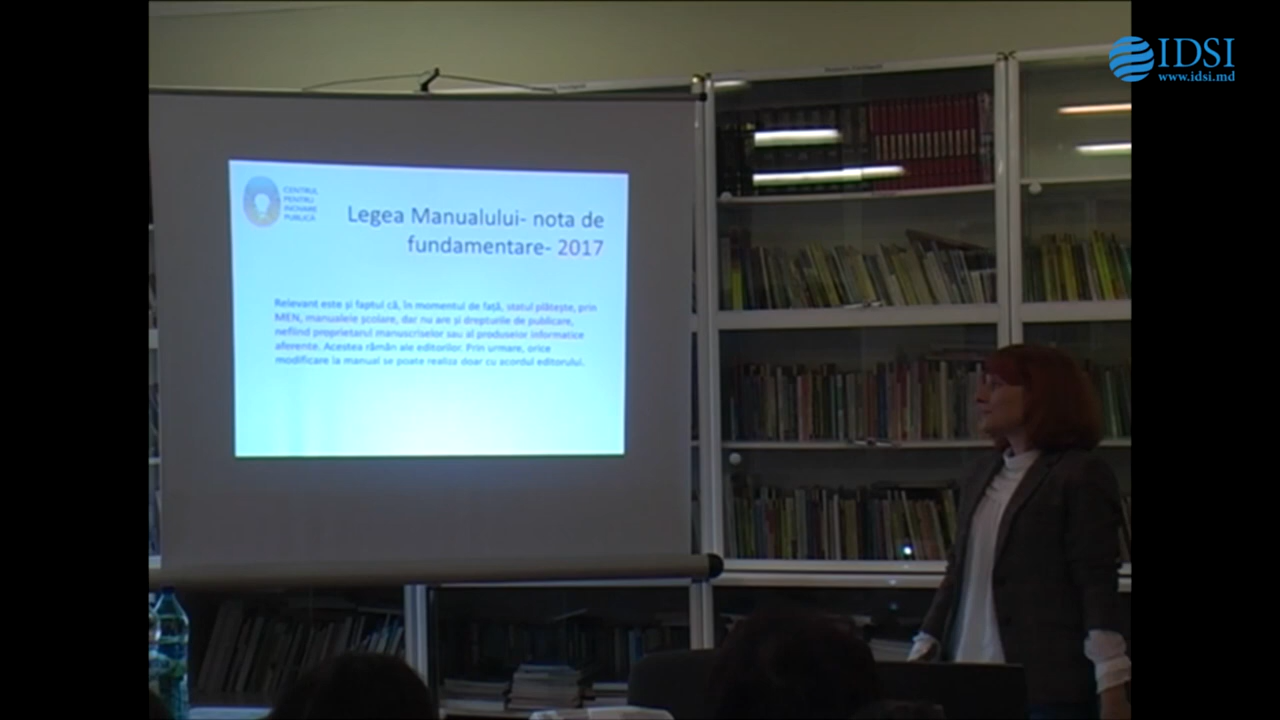 IDSI
www.idsi.md
CENTRUL
PENTRU
INOVARE
PUBLICĂ
Legea Manualului- nota de
fundamentare- 2017
Relevant este și faptul că, în momentul de față, statul plătește, prin
MEN, manualele școlare, dar nu are și drepturile de publicare,
nefiind proprietarul manuscriselor sau al produselor informatice
aferente. Acestea rămân ale editorilor. Prin urmare, orice
modificare la manual se poate realiza doar cu acordul editorului.